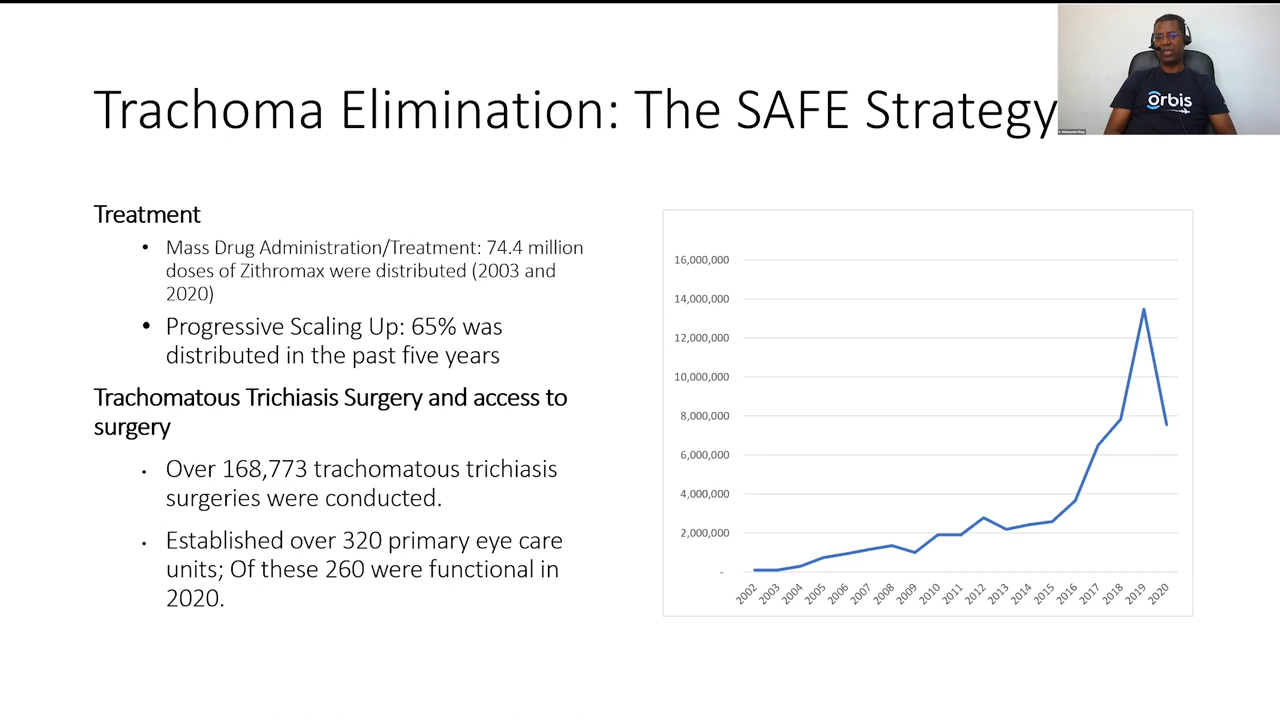 Trachoma Elimination: The SAFE Strategy
orbis
Treatment
• Mass Drug Administration/Treatment: 74.4 million
doses of Zithromax were distributed (2003 and
2020)
• Progressive Scaling Up: 65% was
distributed in the past five years
Trachomatous Trichiasis Surgery and access to
surgery
• Over 168,773 trachomatous trichiasis
surgeries were conducted.
• Established over 320 primary eye care
units; Of these 260 were functional in
2020.
16,000,000
14,000,000
12,000,000
10,000,000
8,000,000
6,000,000
4,000,000
2,000,000
-
2002 2003 2004 2005 2006 2007 2008 2009 2010 2011 2012 2013 2014 2015 2016 2017 2018 2019 2020